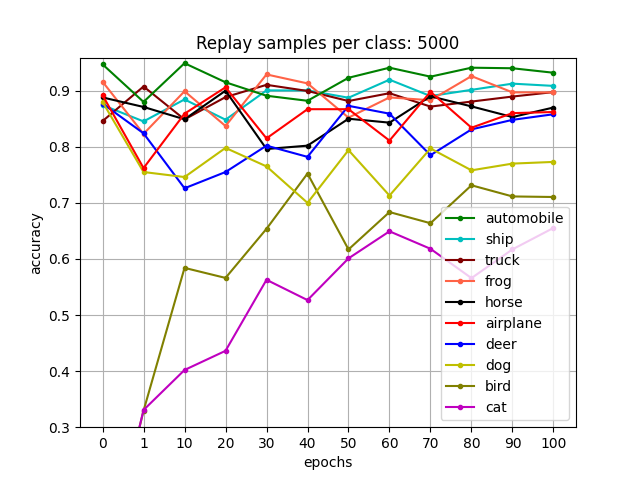 Replay samples per class: 5000
accuracy
0.9
0.8
0.7
0.6
0.5
0.4
0.3
automobile
ship
truck
frog
horse
airplane
deer
dog
bird
cat
0 1 10 20 30 40 50 60 70 80 90 100
epochs